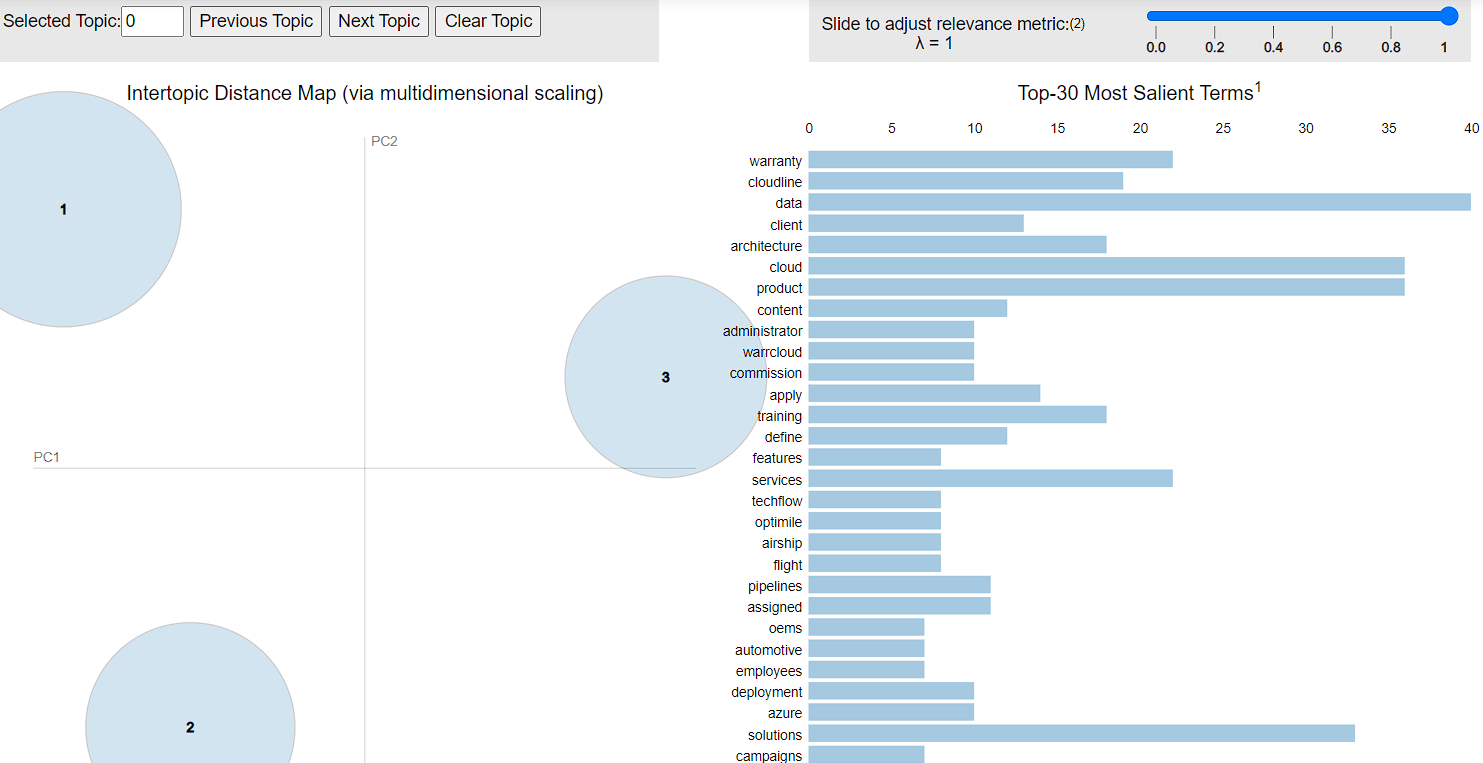 Selected Topic: 0 Previous Topic Next Topic Clear Topic
Slide to adjust relevance metric:(2)
λ = 1
0.0 0.2 0.4 0.6 0.8 1
Intertopic Distance Map (via multidimensional scaling)
PC2
1
3
PC1
2
Top-30 Most Salient Terms1
0 5 10 15 20 25 30 35 40
warranty
cloudline
data
client
architecture
cloud
product
content
administrator
warrcloud
commission
apply
training
define
features
services
techflow
optimile
airship
flight
pipelines
assigned
oems
automotive
employees
deployment
azure
solutions
campaigns